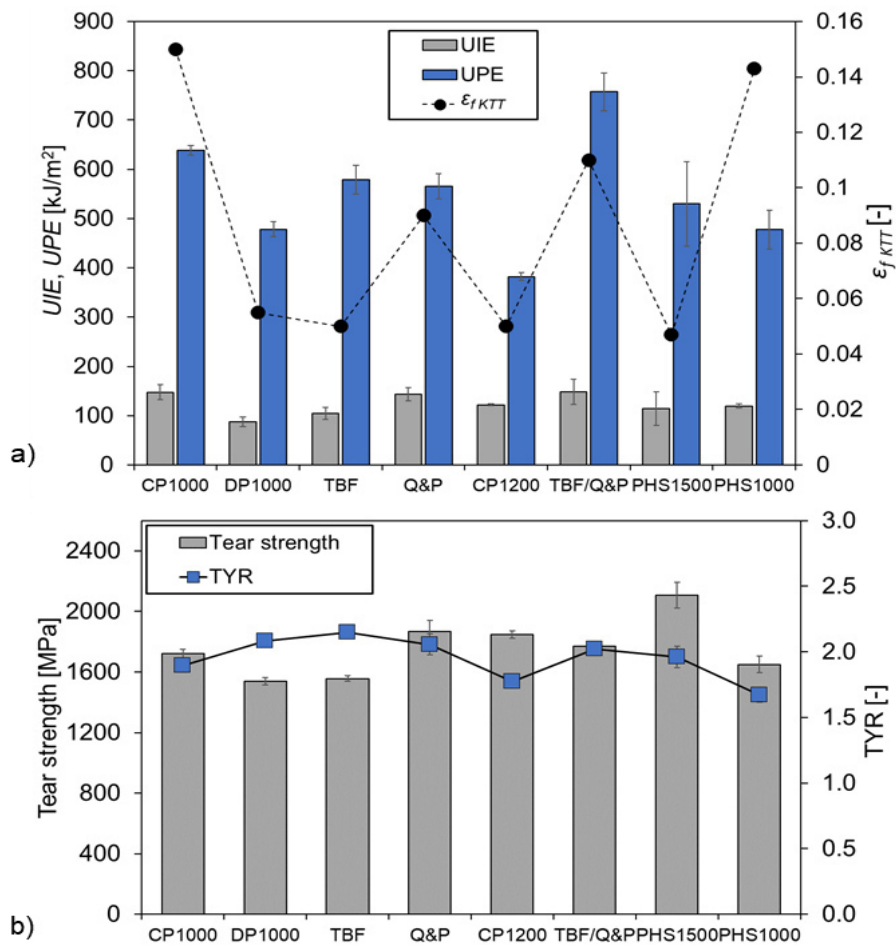 900
800
700
600
500
400
300
200
100
0
UIE, UPE [kJ/m²]
UIE
UPE
εf KTT
0.16
0.14
0.12
0.1
0.08
0.06
0.04
0.02
0
εf KTT [-]
CP1000 DP1000 TBF Q&P CP1200 TBF/Q&P PHS1500 PHS1000
a)
2400
2000
1600
1200
800
400
0
Tear strength [MPa]
Tear strength
TYR
3.0
2.5
2.0
1.5
1.0
0.5
0.0
TYR [-]
CP1000 DP1000 TBF Q&P CP1200 TBF/Q&P PHS1500 PHS1000
b)